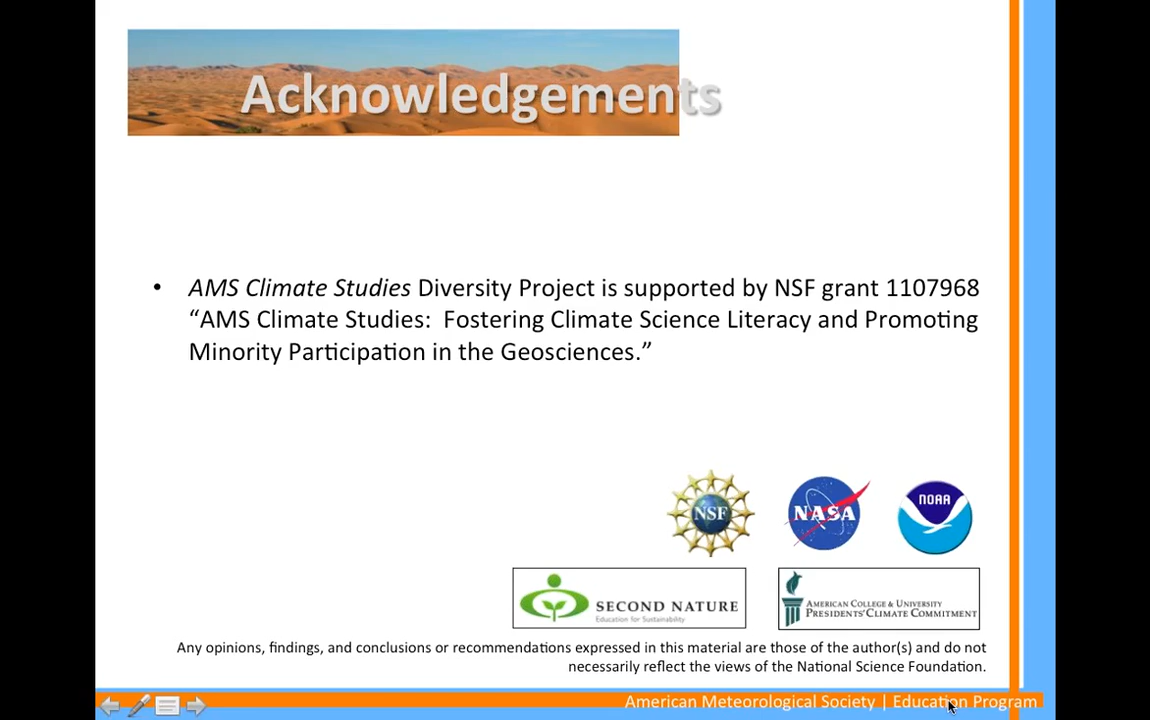 Acknowledgements
• AMS Climate Studies Diversity Project is supported by NSF grant 1107968
“AMS Climate Studies:  Fostering Climate Science Literacy and Promoting
Minority Participation in the Geosciences.”
NSF
NASA
NOAA
SECOND NATURE
Education for Sustainability
AMERICAN COLLEGE & UNIVERSITY
PRESIDENTS' CLIMATE COMMITMENT
Any opinions, findings, and conclusions or recommendations expressed in this material are those of the author(s) and do not
necessarily reflect the views of the National Science Foundation.
American Meteorological Society | Education Program